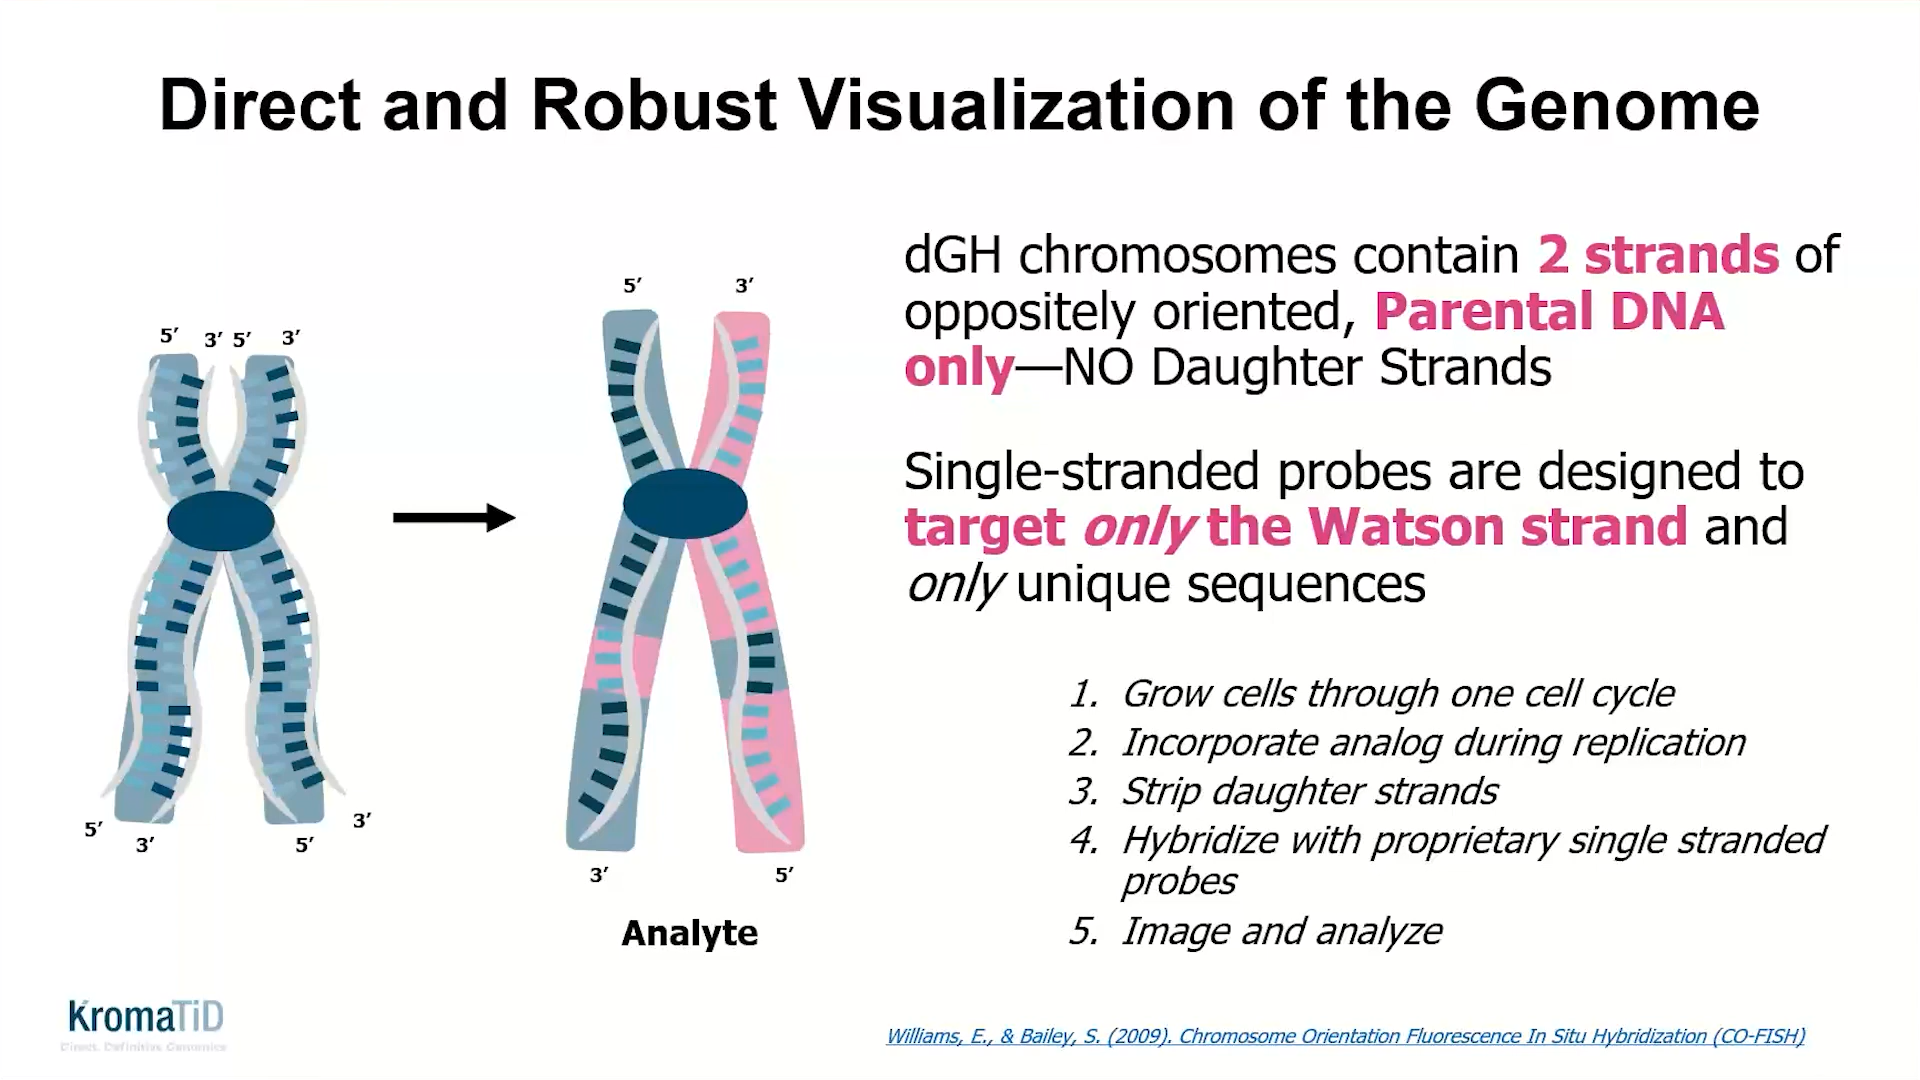 Direct and Robust Visualization of the Genome
5′ 3′ 5′ 3′
5′ 3′ 5′ 3′
5′ 3′
3′ 5′
Analyte
dGH chromosomes contain 2 strands of
oppositely oriented, Parental DNA
only—NO Daughter Strands
Single-stranded probes are designed to
target only the Watson strand and
only unique sequences
1. Grow cells through one cell cycle
2. Incorporate analog during replication
3. Strip daughter strands
4. Hybridize with proprietary single stranded
probes
5. Image and analyze
KromaTiD
Direct. Definitive. Genomics
Williams, E., & Bailey, S. (2009). Chromosome Orientation Fluorescence In Situ Hybridization (CO-FISH)